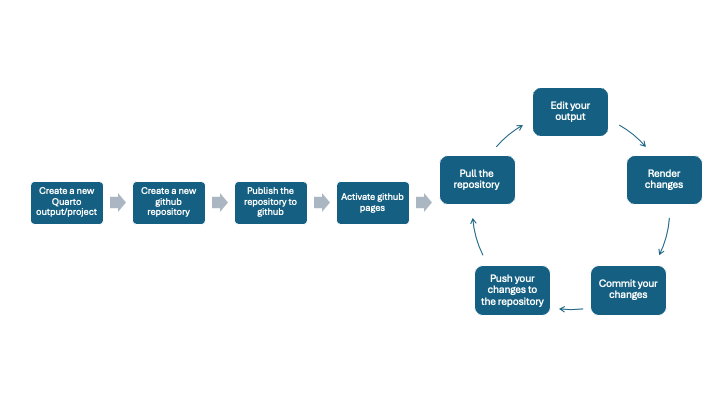 Create a new
Quarto
output/project
Create a new
github
repository
Publish the
repository to
github
Activate github
pages
Pull the
repository
Edit your
output
Render
changes
Commit your
changes
Push your
changes to
the repository